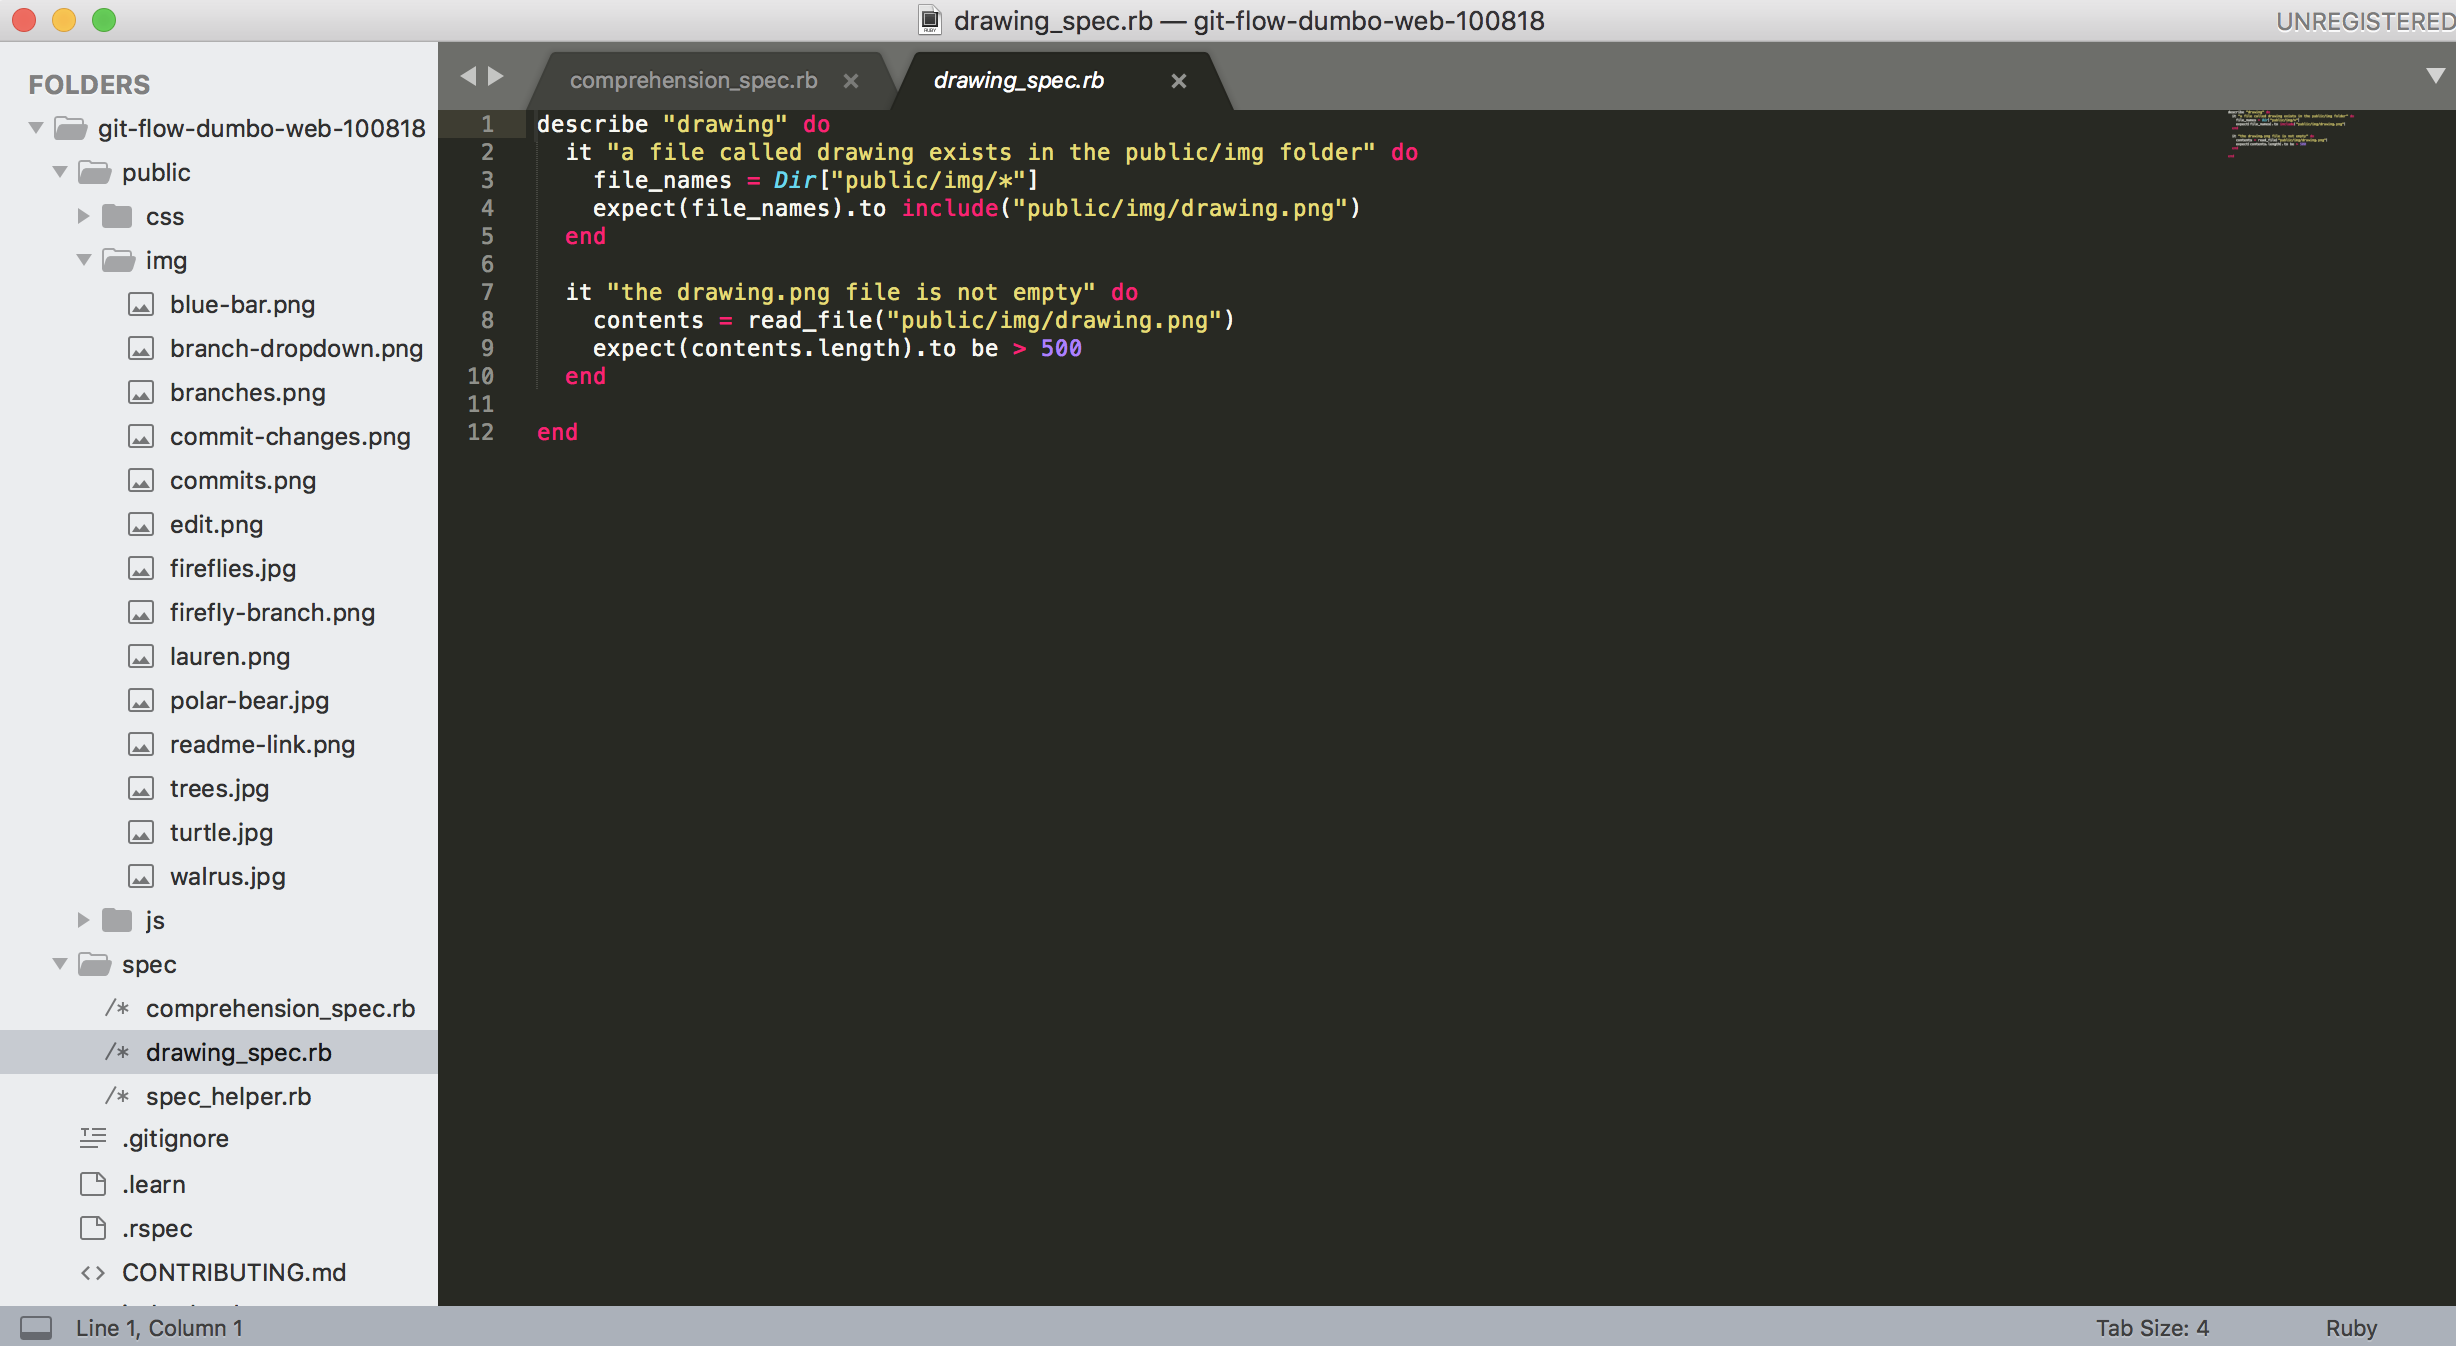 drawing_spec.rb — git-flow-dumbo-web-100818
UNREGISTERED
FOLDERS
git-flow-dumbo-web-100818
public
css
img
blue-bar.png
branch-dropdown.png
branches.png
commit-changes.png
commits.png
edit.png
fireflies.jpg
firefly-branch.png
lauren.png
polar-bear.jpg
readme-link.png
trees.jpg
turtle.jpg
walrus.jpg
js
spec
/* comprehension_spec.rb
/* drawing_spec.rb
/* spec_helper.rb
.gitignore
.learn
.rspec
<> CONTRIBUTING.md
comprehension_spec.rb ×
drawing_spec.rb ×
1 describe "drawing" do
2   it "a file called drawing exists in the public/img folder" do
3     file_names = Dir["public/img/*"]
4     expect(file_names).to include("public/img/drawing.png")
5   end
6
7   it "the drawing.png file is not empty" do
8     contents = read_file("public/img/drawing.png")
9     expect(contents.length).to be > 500
10   end
11
12 end
Line 1, Column 1
Tab Size: 4
Ruby